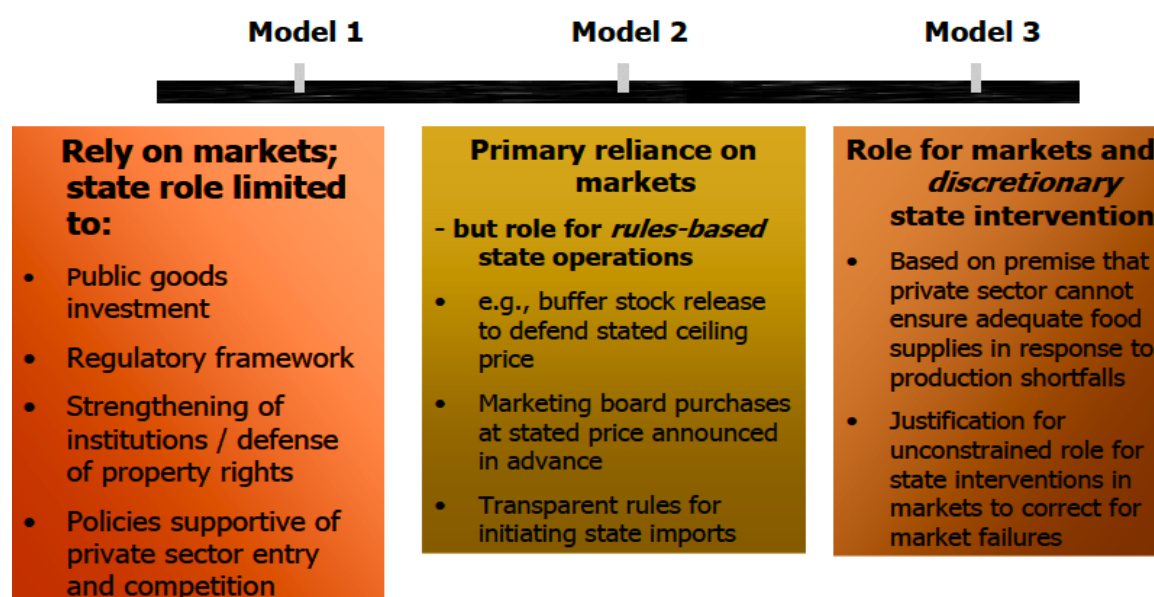 Model 1
Model 2
Model 3
Rely on markets;
state role limited
to:
• Public goods
investment
• Regulatory framework
• Strengthening of
institutions / defense
of property rights
• Policies supportive of
private sector entry
and competition
Primary reliance on
markets
- but role for rules-based
state operations
• e.g., buffer stock release
to defend stated ceiling
price
• Marketing board purchases
at stated price announced
in advance
• Transparent rules for
initiating state imports
Role for markets and
discretionary
state intervention
• Based on premise that
private sector cannot
ensure adequate food
supplies in response to
production shortfalls
• Justification for
unconstrained role for
state interventions in
markets to correct for
market failures